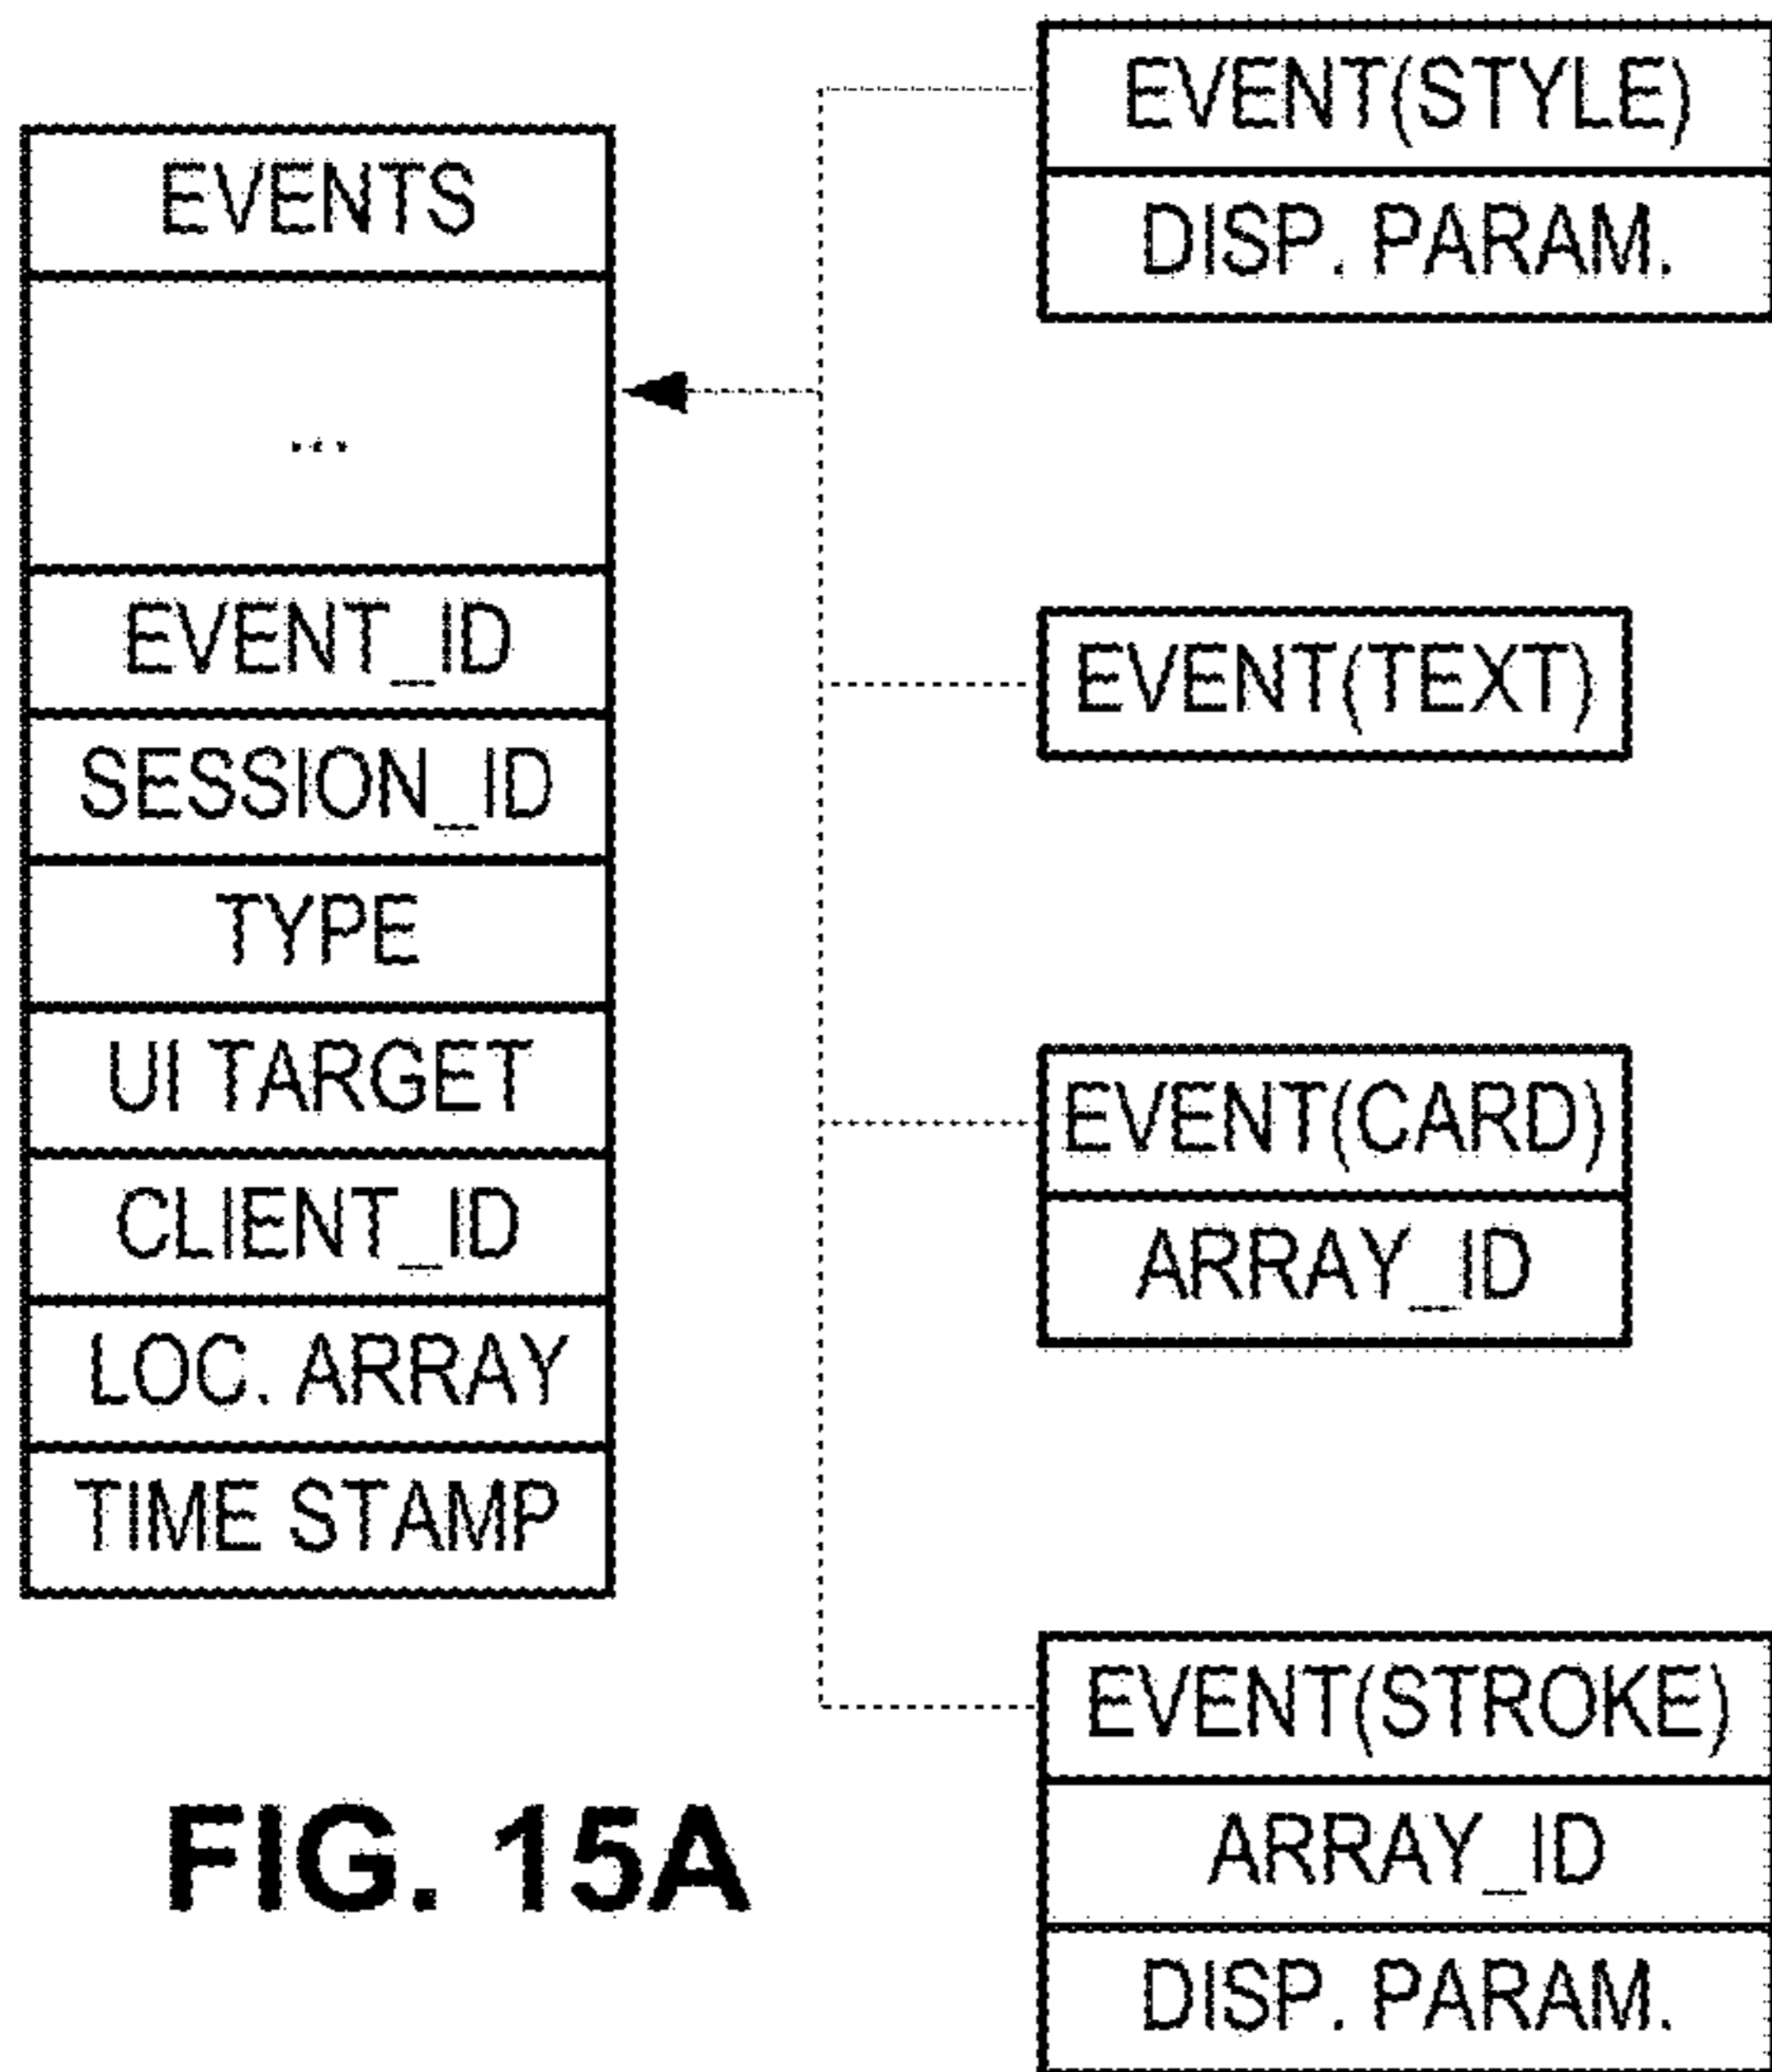 EVENTS
...
EVENT_ID
SESSION_ID
TYPE
UI TARGET
CLIENT_ID
LOC. ARRAY
TIME STAMP
EVENT(STYLE)
DISP. PARAM.
EVENT(TEXT)
EVENT(CARD)
ARRAY_ID
EVENT(STROKE)
ARRAY_ID
DISP. PARAM.
FIG. 15A